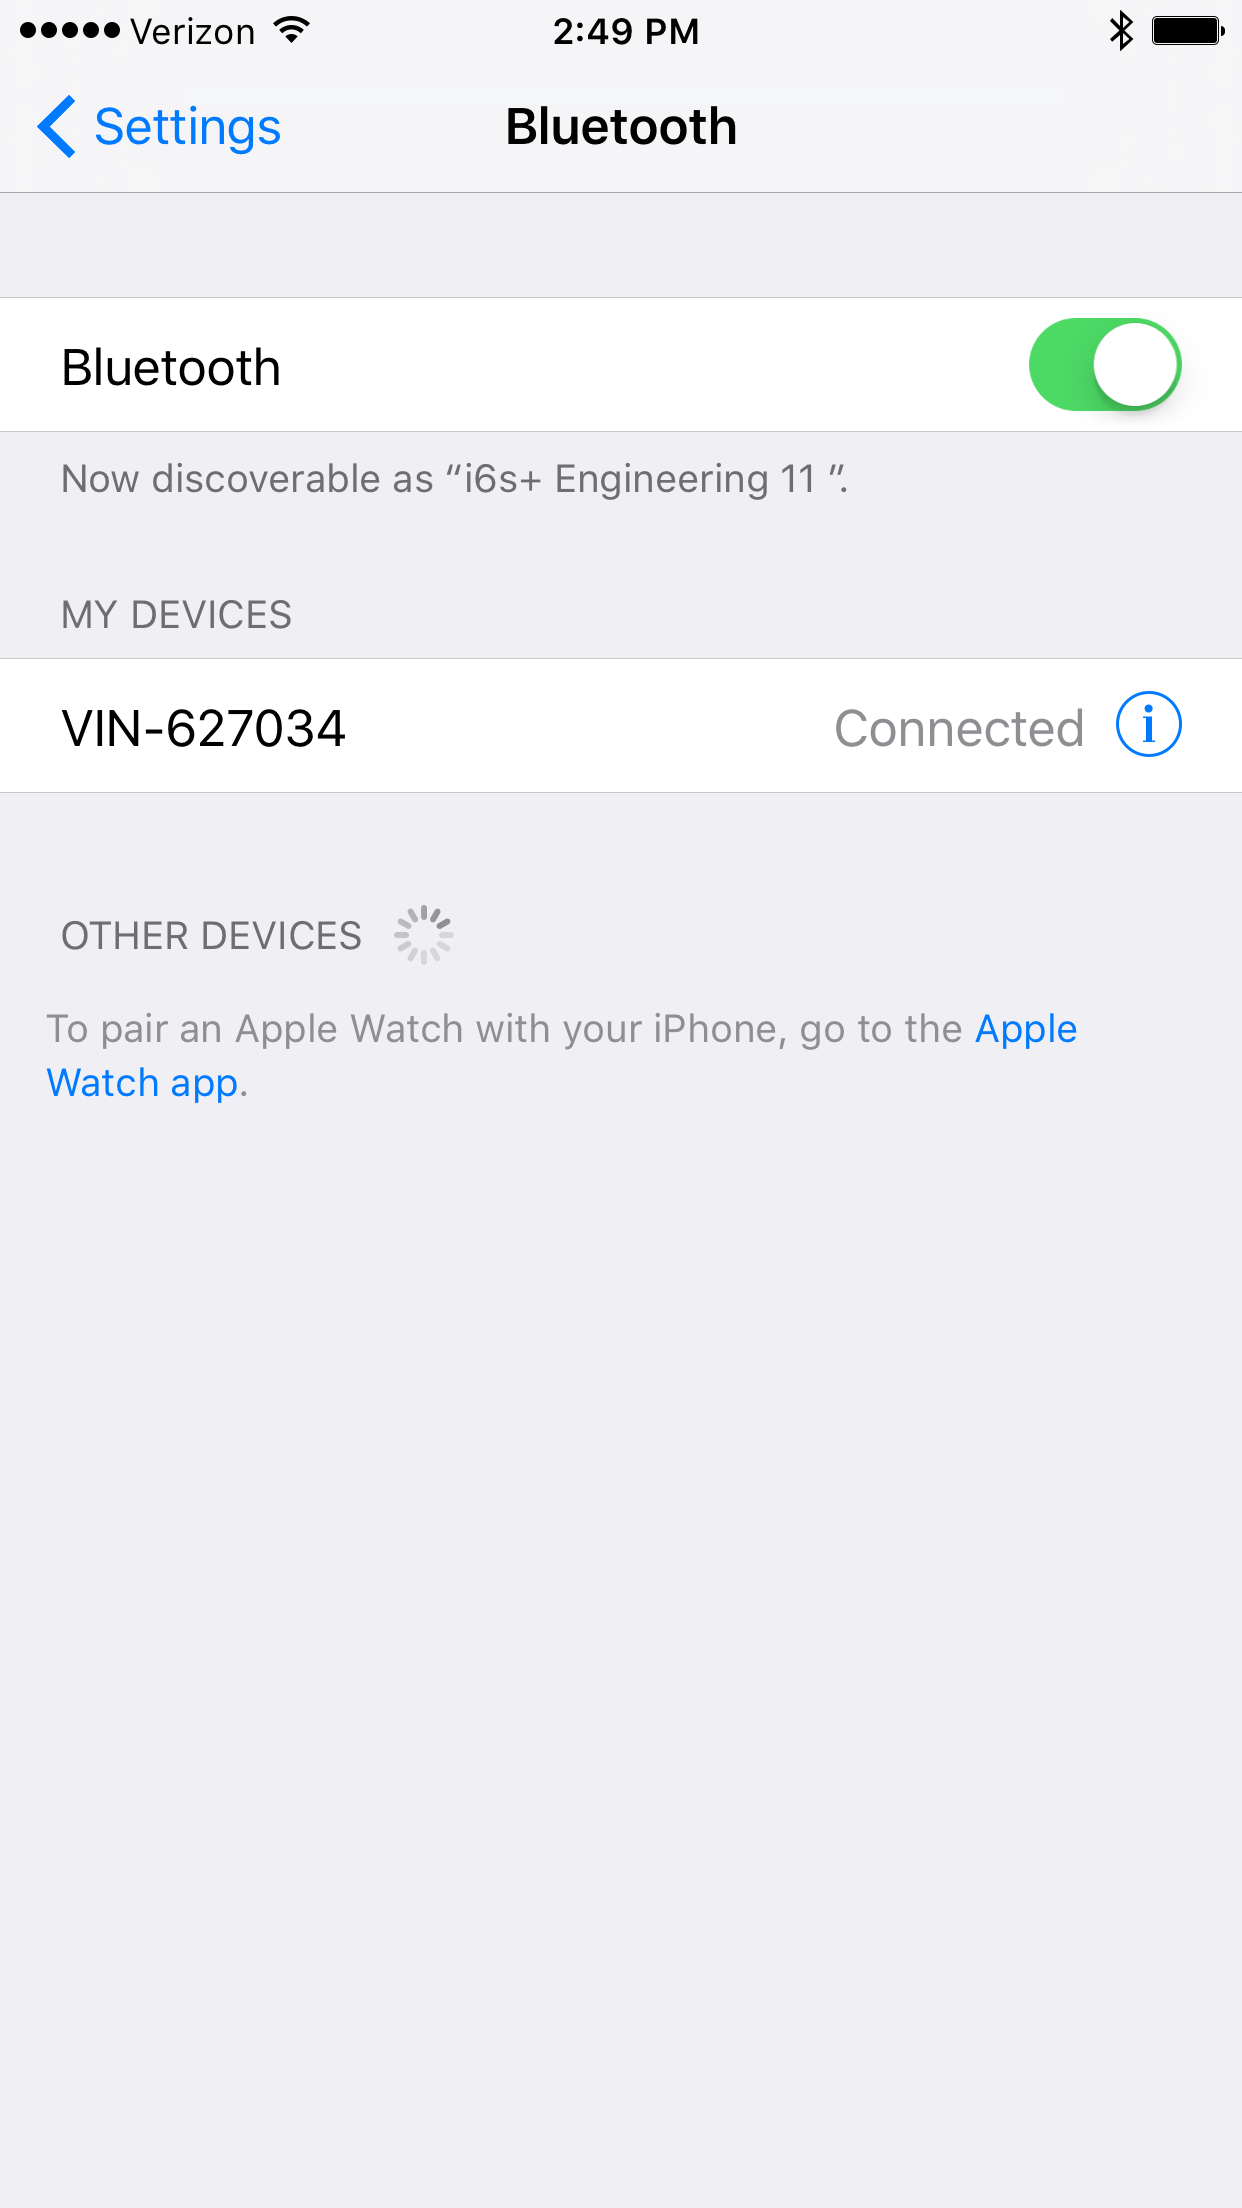 Verizon 2:49 PM
Settings Bluetooth
Bluetooth
Now discoverable as “i6s+ Engineering 11 ”.
MY DEVICES
VIN-627034 Connected i
OTHER DEVICES
To pair an Apple Watch with your iPhone, go to the Apple
Watch app.